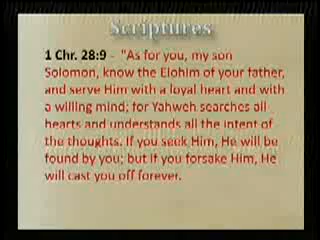 Scriptures
1 Chr. 28:9 - "As for you, my son
Solomon, know the Elohim of your father,
and serve Him with a loyal heart and with
a willing mind; for Yahweh searches all
hearts and understands all the intent of
the thoughts. If you seek Him, He will be
found by you; but if you forsake Him, He
will cast you off forever.